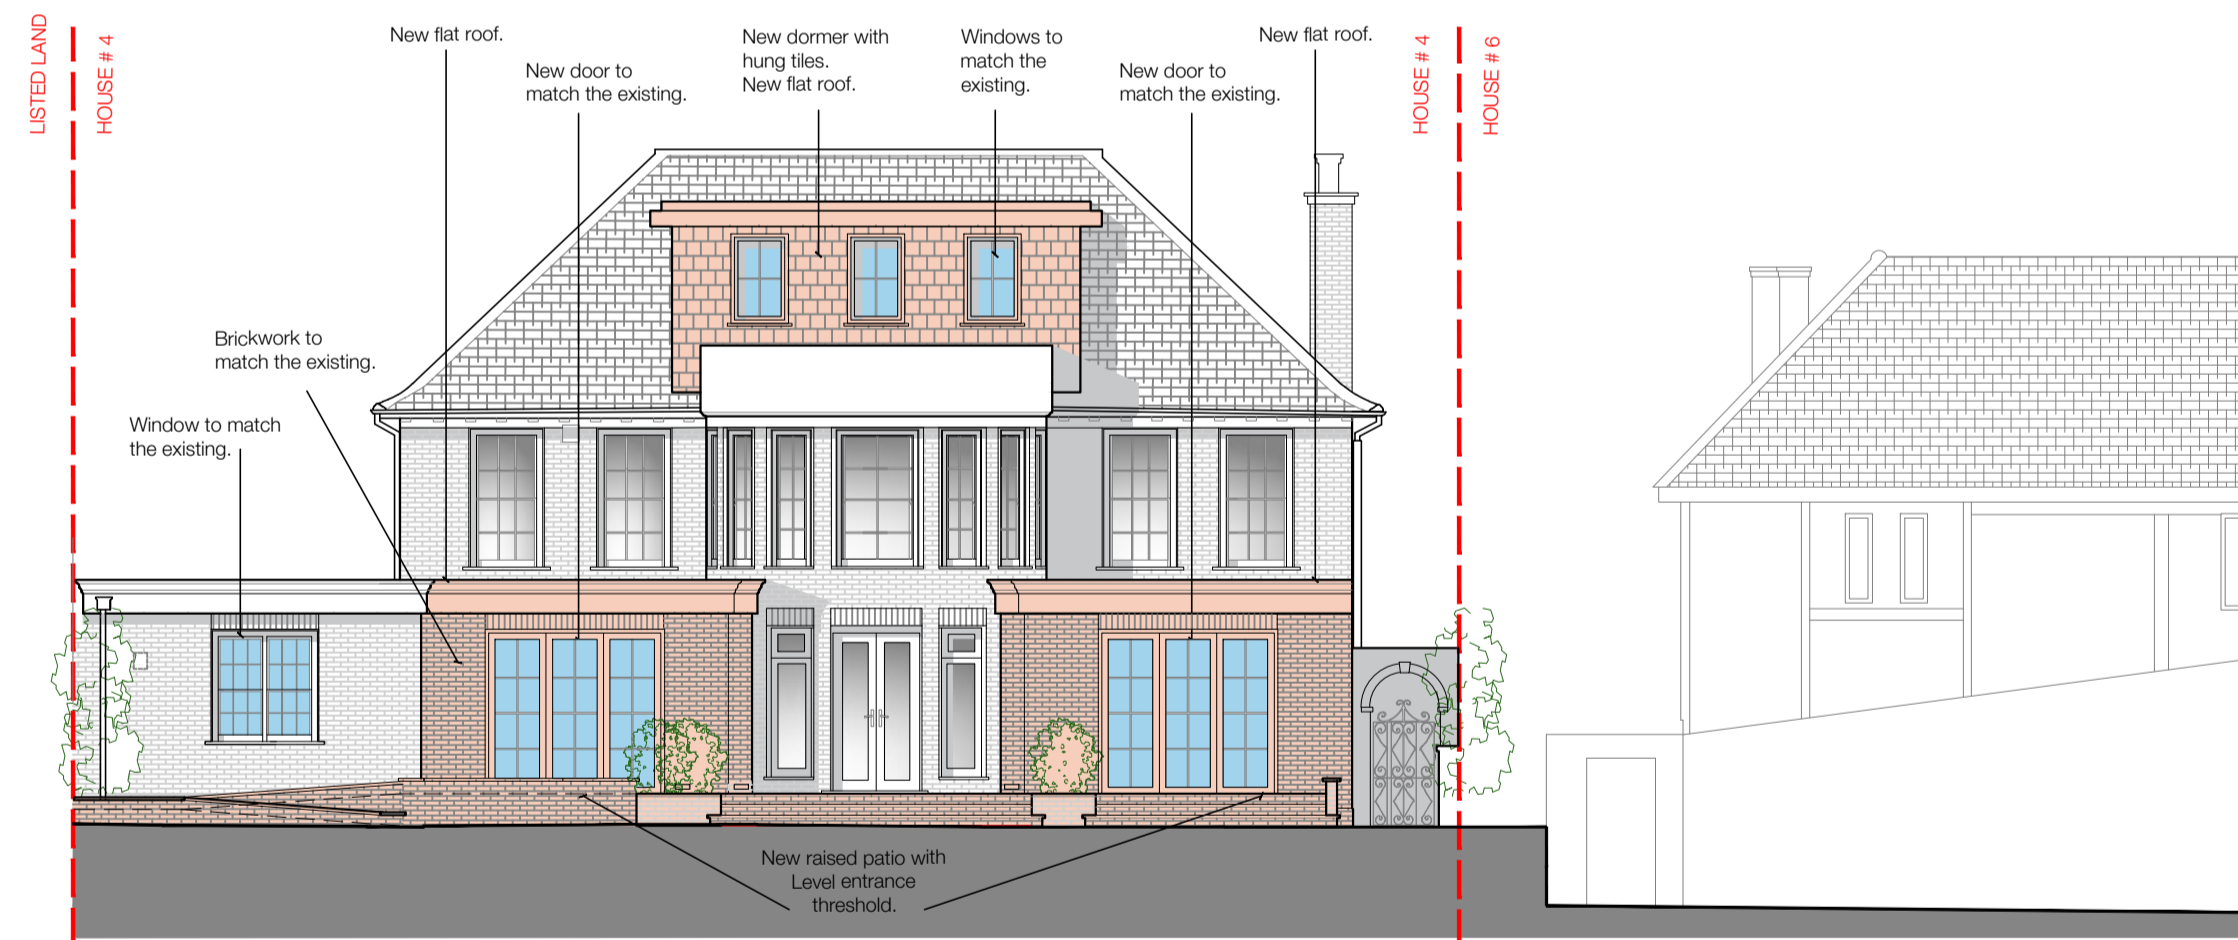 LISTED LAND
HOUSE # 4
New flat roof.
New door to
match the existing.
New dormer with
hung tiles.
New flat roof.
Windows to
match the
existing.
New door to
match the existing.
New flat roof.
HOUSE # 4
HOUSE # 6
Brickwork to
match the existing.
Window to match
the existing.
New raised patio with
Level entrance
threshold.